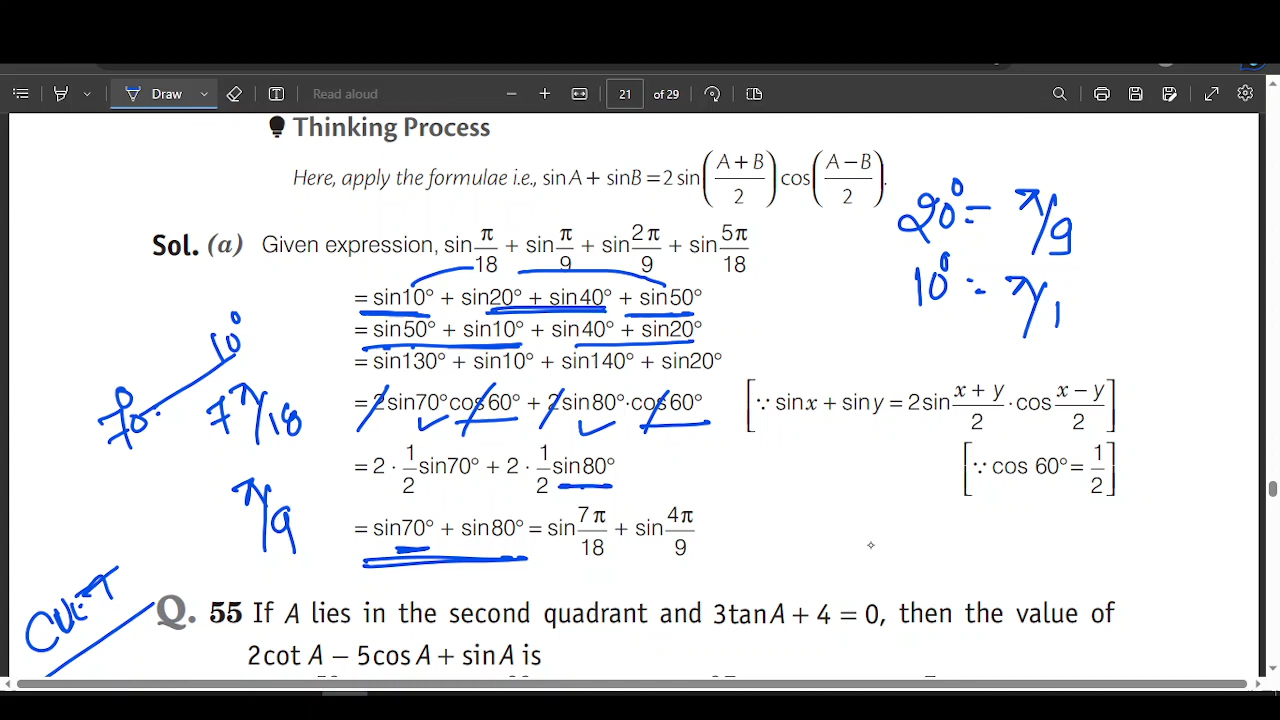 Draw
Read aloud
21 of 29
Thinking Process
Here, apply the formulae i.e., sin A + sin B = 2 sin((A + B)/2) cos((A − B)/2).
20° = π/9
Sol. (a) Given expression, sin π/18 + sin π/9 + sin 2π/9 + sin 5π/18
10° = π/1
= sin10° + sin20° + sin40° + sin50°
= sin50° + sin10° + sin40° + sin20°
10°
= sin130° + sin10° + sin140° + sin20°
70°
7π/18
= 2sin70°cos60° + 2sin80°·cos60° [∵ sin x + sin y = 2sin (x + y)/2 · cos (x − y)/2]
= 2 · 1/2 sin70° + 2 · 1/2 sin80° [∵ cos 60° = 1/2]
π/9
= sin70° + sin80° = sin 7π/18 + sin 4π/9
CUET
Q. 55 If A lies in the second quadrant and 3tan A + 4 = 0, then the value of
2cot A − 5cos A + sin A is